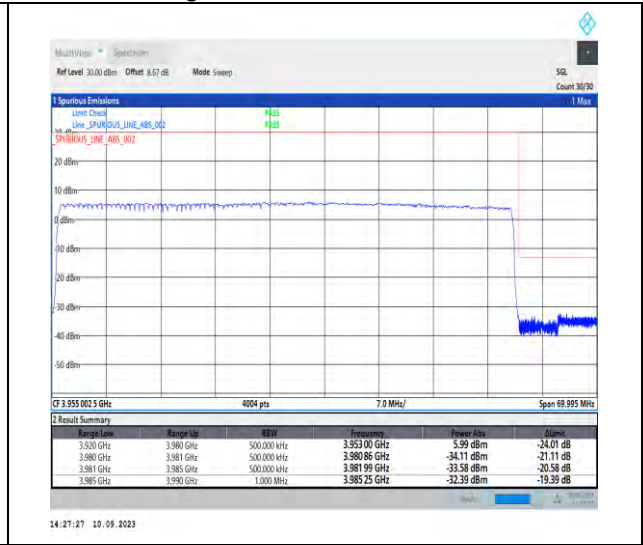 MultiView Spectrum
Ref Level 30.00 dBm Offset 8.67 dB Mode Sweep SGL
Count 30/30
1 Spurious Emissions 1 Max
Limit Check PASS
Line _SPURIOUS_LINE_ABS_002 PASS
30 dBm
_SPURIOUS_LINE_ABS_002
20 dBm
10 dBm
0 dBm
-10 dBm
-20 dBm
-30 dBm
-40 dBm
-50 dBm
CF 3.955 002 5 GHz 4004 pts 7.0 MHz/ Span 69.995 MHz
2 Result Summary
Range Low Range Up RBW Frequency Power Abs ΔLimit
3.920 GHz 3.980 GHz 500.000 kHz 3.953 00 GHz 5.99 dBm -24.01 dB
3.980 GHz 3.981 GHz 500.000 kHz 3.980 86 GHz -34.11 dBm -21.11 dB
3.981 GHz 3.985 GHz 500.000 kHz 3.981 99 GHz -33.58 dBm -20.58 dB
3.985 GHz 3.990 GHz 1.000 MHz 3.985 25 GHz -32.39 dBm -19.39 dB
14:27:27 10.09.2023